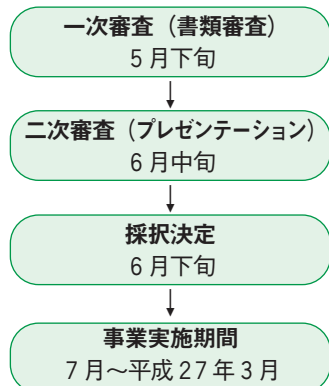 一次審査（書類審査）
５月下旬
二次審査（プレゼンテーション）
６月中旬
採択決定
６月下旬
事業実施期間
７月～平成２７年３月